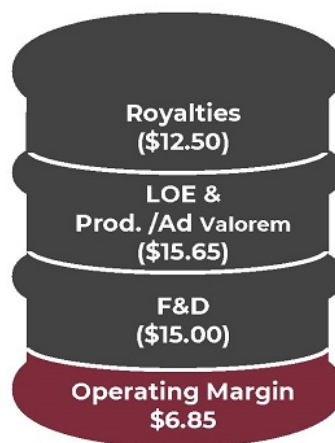 Royalties
($12.50)
LOE &
Prod. /Ad Valorem
($15.65)
F&D
($15.00)
Operating Margin
$6.85